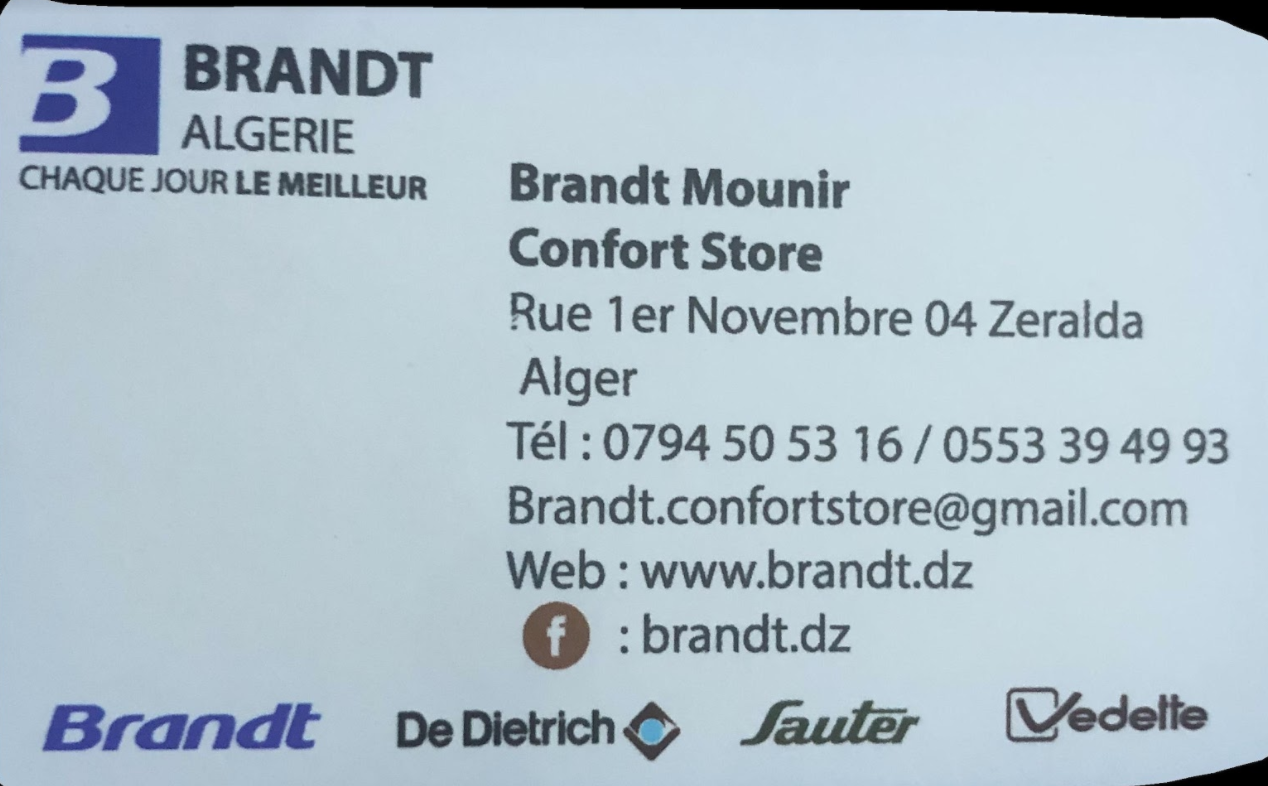 B BRANDT
ALGERIE
CHAQUE JOUR LE MEILLEUR
Brandt Mounir
Confort Store
Rue 1er Novembre 04 Zeralda
Alger
Tél : 0794 50 53 16 / 0553 39 49 93
Brandt.confortstore@gmail.com
Web : www.brandt.dz
f : brandt.dz
Brandt De Dietrich Sauter Vedette